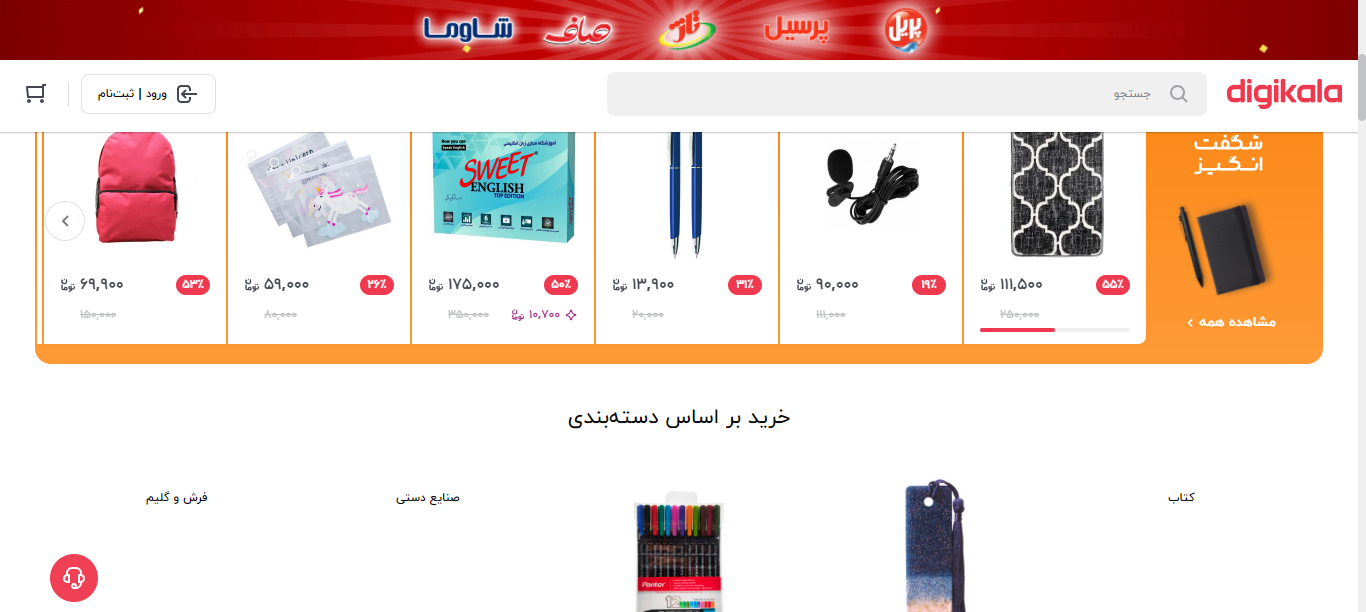 پریل
پرسیل
تاژ
صاف
شاوما
digikala
جستجو
ورود | ثبت‌نام
شگفت
انگیز
مشاهده همه
۵۵٪
۱۱۱,۵۰۰ تومان
۲۵۰,۰۰۰
۱۹٪
۹۰,۰۰۰ تومان
۱۱۱,۰۰۰
۳۱٪
۱۳,۹۰۰ تومان
۲۰,۰۰۰
SWEET
ENGLISH
TOP EDITION
۵۰٪
۱۷۵,۰۰۰ تومان
۳۵۰,۰۰۰
۱۰,۷۰۰ تومان
۲۶٪
۵۹,۰۰۰ تومان
۸۰,۰۰۰
۵۳٪
۶۹,۹۰۰ تومان
۱۵۰,۰۰۰
خرید بر اساس دسته‌بندی
کتاب
صنایع دستی
فرش و گلیم
Panter
12